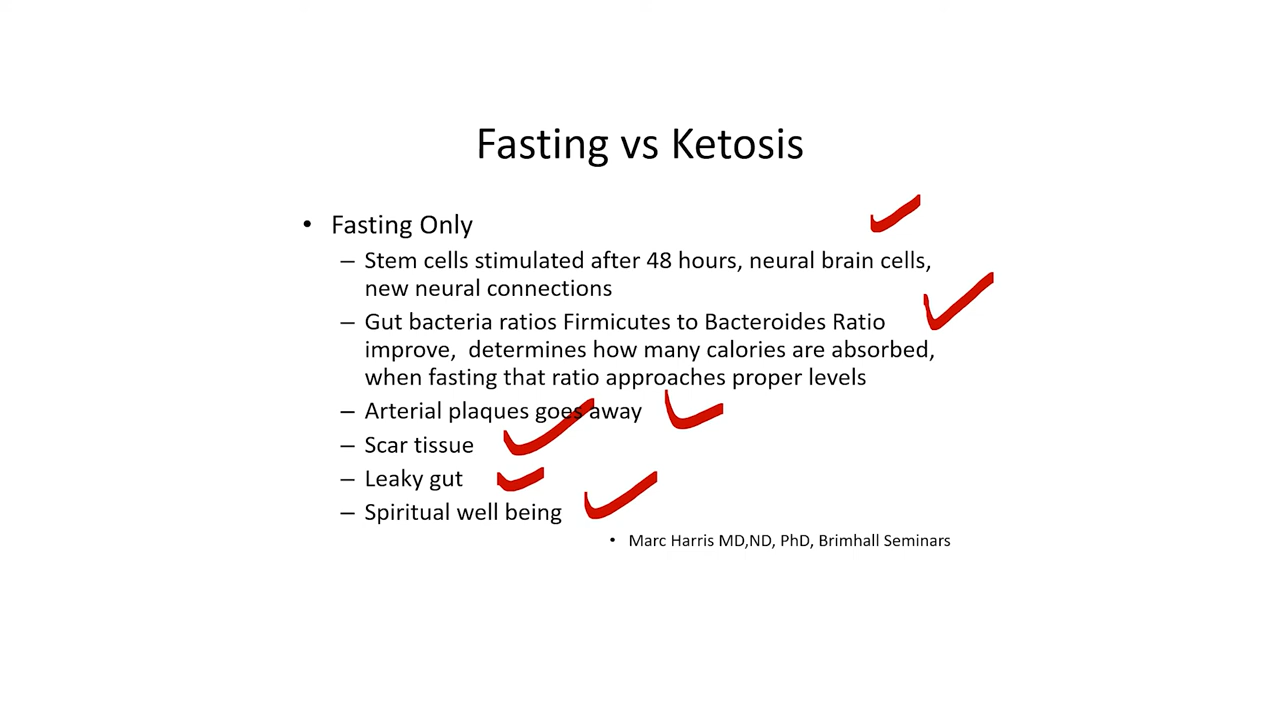 Fasting vs Ketosis
• Fasting Only
– Stem cells stimulated after 48 hours, neural brain cells,
new neural connections
– Gut bacteria ratios Firmicutes to Bacteroides Ratio
improve,  determines how many calories are absorbed,
when fasting that ratio approaches proper levels
– Arterial plaques goes away
– Scar tissue
– Leaky gut
– Spiritual well being
• Marc Harris MD,ND, PhD, Brimhall Seminars